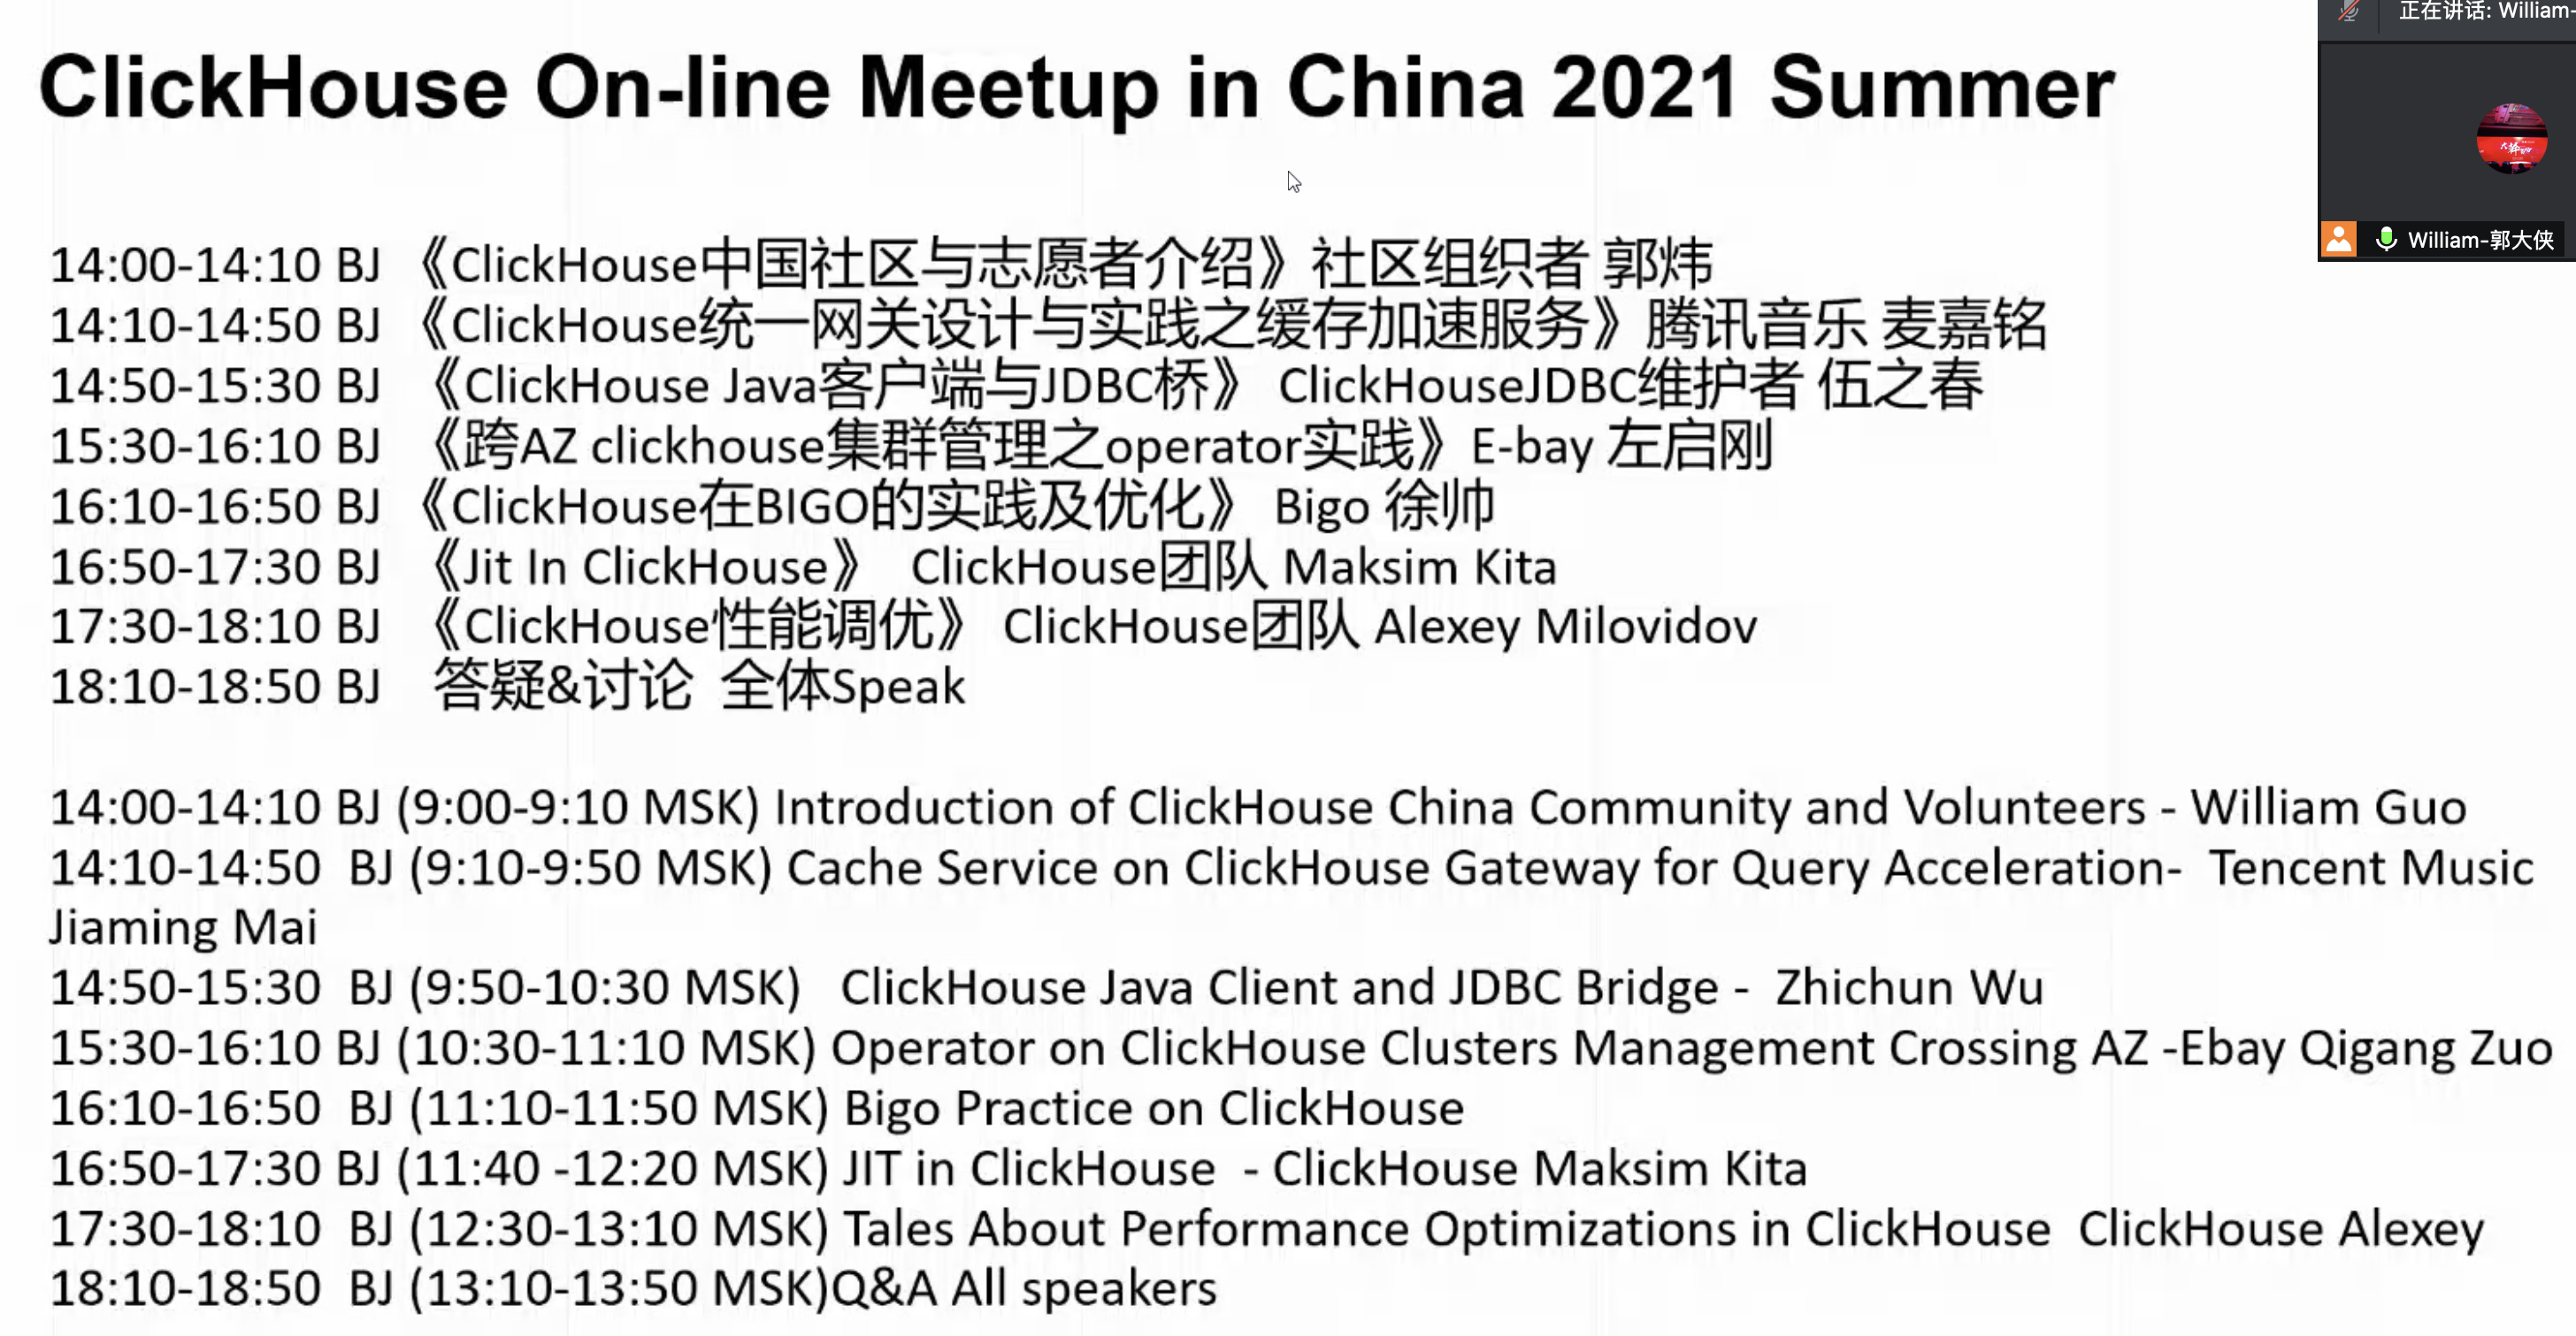 正在讲话: William-
ClickHouse On-line Meetup in China 2021 Summer
William-郭大侠
14:00-14:10 BJ 《ClickHouse中国社区与志愿者介绍》社区组织者 郭炜
14:10-14:50 BJ 《ClickHouse统一网关设计与实践之缓存加速服务》腾讯音乐 麦嘉铭
14:50-15:30 BJ 《ClickHouse Java客户端与JDBC桥》 ClickHouseJDBC维护者 伍之春
15:30-16:10 BJ 《跨AZ clickhouse集群管理之operator实践》E-bay 左启刚
16:10-16:50 BJ 《ClickHouse在BIGO的实践及优化》 Bigo 徐帅
16:50-17:30 BJ 《Jit In ClickHouse》 ClickHouse团队 Maksim Kita
17:30-18:10 BJ 《ClickHouse性能调优》 ClickHouse团队 Alexey Milovidov
18:10-18:50 BJ 答疑&讨论 全体Speak
14:00-14:10 BJ (9:00-9:10 MSK) Introduction of ClickHouse China Community and Volunteers - William Guo
14:10-14:50 BJ (9:10-9:50 MSK) Cache Service on ClickHouse Gateway for Query Acceleration- Tencent Music
Jiaming Mai
14:50-15:30 BJ (9:50-10:30 MSK) ClickHouse Java Client and JDBC Bridge - Zhichun Wu
15:30-16:10 BJ (10:30-11:10 MSK) Operator on ClickHouse Clusters Management Crossing AZ -Ebay Qigang Zuo
16:10-16:50 BJ (11:10-11:50 MSK) Bigo Practice on ClickHouse
16:50-17:30 BJ (11:40 -12:20 MSK) JIT in ClickHouse - ClickHouse Maksim Kita
17:30-18:10 BJ (12:30-13:10 MSK) Tales About Performance Optimizations in ClickHouse ClickHouse Alexey
18:10-18:50 BJ (13:10-13:50 MSK)Q&A All speakers